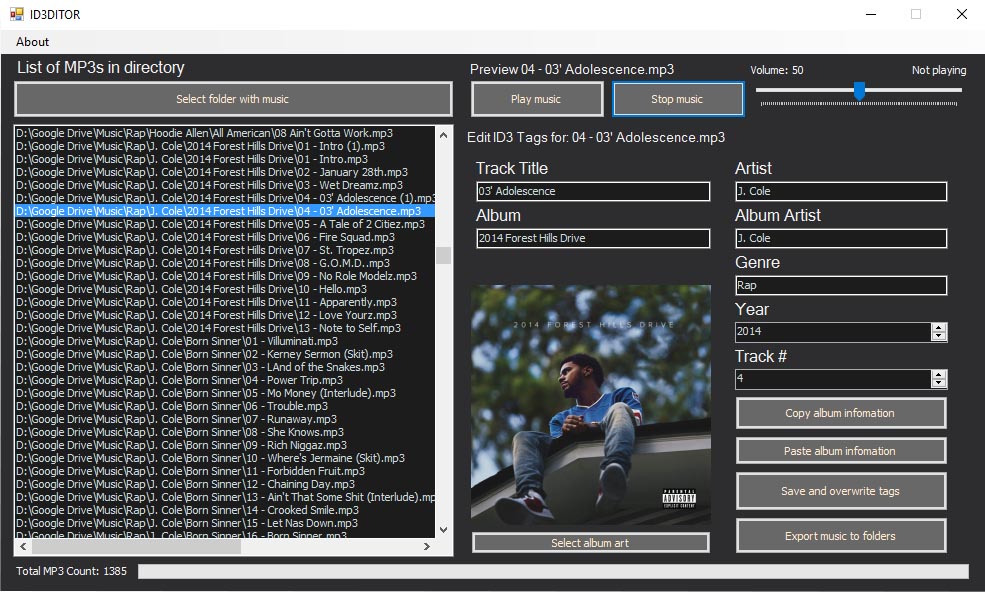 ID3DITOR
About
List of MP3s in directory
Select folder with music
D:\Google Drive\Music\Rap\Hoodie Allen\All American\08 Ain't Gotta Work.mp3
D:\Google Drive\Music\Rap\J. Cole\2014 Forest Hills Drive\01 - Intro (1).mp3
D:\Google Drive\Music\Rap\J. Cole\2014 Forest Hills Drive\01 - Intro.mp3
D:\Google Drive\Music\Rap\J. Cole\2014 Forest Hills Drive\02 - January 28th.mp3
D:\Google Drive\Music\Rap\J. Cole\2014 Forest Hills Drive\03 - Wet Dreamz.mp3
D:\Google Drive\Music\Rap\J. Cole\2014 Forest Hills Drive\04 - 03' Adolescence (1).mp3
D:\Google Drive\Music\Rap\J. Cole\2014 Forest Hills Drive\04 - 03' Adolescence.mp3
D:\Google Drive\Music\Rap\J. Cole\2014 Forest Hills Drive\05 - A Tale of 2 Citiez.mp3
D:\Google Drive\Music\Rap\J. Cole\2014 Forest Hills Drive\06 - Fire Squad.mp3
D:\Google Drive\Music\Rap\J. Cole\2014 Forest Hills Drive\07 - St. Tropez.mp3
D:\Google Drive\Music\Rap\J. Cole\2014 Forest Hills Drive\08 - G.O.M.D..mp3
D:\Google Drive\Music\Rap\J. Cole\2014 Forest Hills Drive\09 - No Role Modelz.mp3
D:\Google Drive\Music\Rap\J. Cole\2014 Forest Hills Drive\10 - Hello.mp3
D:\Google Drive\Music\Rap\J. Cole\2014 Forest Hills Drive\11 - Apparently.mp3
D:\Google Drive\Music\Rap\J. Cole\2014 Forest Hills Drive\12 - Love Yourz.mp3
D:\Google Drive\Music\Rap\J. Cole\2014 Forest Hills Drive\13 - Note to Self.mp3
D:\Google Drive\Music\Rap\J. Cole\Born Sinner\01 - Villuminati.mp3
D:\Google Drive\Music\Rap\J. Cole\Born Sinner\02 - Kerney Sermon (Skit).mp3
D:\Google Drive\Music\Rap\J. Cole\Born Sinner\03 - LAnd of the Snakes.mp3
D:\Google Drive\Music\Rap\J. Cole\Born Sinner\04 - Power Trip.mp3
D:\Google Drive\Music\Rap\J. Cole\Born Sinner\05 - Mo Money (Interlude).mp3
D:\Google Drive\Music\Rap\J. Cole\Born Sinner\06 - Trouble.mp3
D:\Google Drive\Music\Rap\J. Cole\Born Sinner\07 - Runaway.mp3
D:\Google Drive\Music\Rap\J. Cole\Born Sinner\08 - She Knows.mp3
D:\Google Drive\Music\Rap\J. Cole\Born Sinner\09 - Rich Niggaz.mp3
D:\Google Drive\Music\Rap\J. Cole\Born Sinner\10 - Where's Jermaine (Skit).mp3
D:\Google Drive\Music\Rap\J. Cole\Born Sinner\11 - Forbidden Fruit.mp3
D:\Google Drive\Music\Rap\J. Cole\Born Sinner\12 - Chaining Day.mp3
D:\Google Drive\Music\Rap\J. Cole\Born Sinner\13 - Ain't That Some Shit (Interlude).mp
D:\Google Drive\Music\Rap\J. Cole\Born Sinner\14 - Crooked Smile.mp3
D:\Google Drive\Music\Rap\J. Cole\Born Sinner\15 - Let Nas Down.mp3
D:\Google Drive\Music\Rap\J. Cole\Born Sinner\16 - Born Sinner.mp3
Total MP3 Count: 1385
Preview 04 - 03' Adolescence.mp3
Play music
Stop music
Volume: 50
Not playing
Edit ID3 Tags for: 04 - 03' Adolescence.mp3
Track Title
03' Adolescence
Album
2014 Forest Hills Drive
2014 FOREST HILLS DRIVE
PARENTAL
ADVISORY
EXPLICIT CONTENT
Select album art
Artist
J. Cole
Album Artist
J. Cole
Genre
Rap
Year
2014
Track #
4
Copy album infomation
Paste album infomation
Save and overwrite tags
Export music to folders